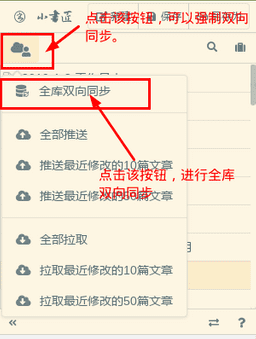 小書匠
点击该按钮，可以强制双向
同步。
全库双向同步
全部推送
推送最近修改的10篇文章
推送最近修改的50篇文章
点击该按钮，进行全库
双向同步
全部拉取
拉取最近修改的10篇文章
拉取最近修改的50篇文章